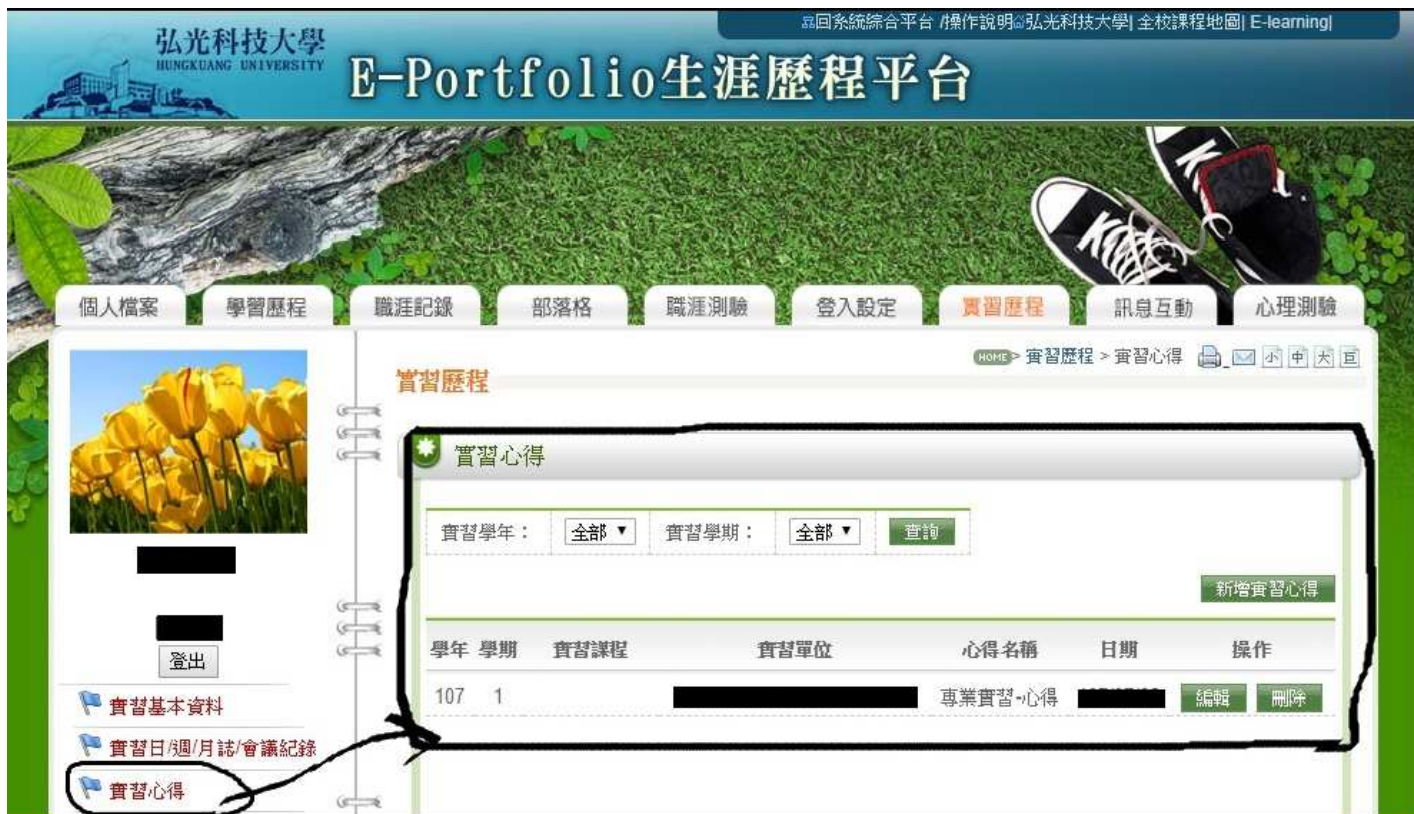 回系統綜合平台 /操作說明 弘光科技大學| 全校課程地圖| E-learning|
弘光科技大學
HUNGKUANG UNIVERSITY
E-Portfolio生涯歷程平台
個人檔案 學習歷程 職涯記錄 部落格 職涯測驗 登入設定 實習歷程 訊息互動 心理測驗
HOME > 實習歷程 > 實習心得 小 中 大 巨
實習歷程
實習心得
實習學年： 全部 實習學期： 全部 查詢
新增實習心得
學年 學期 實習課程 實習單位 心得名稱 日期 操作
107 1 專業實習-心得 編輯 刪除
登出
實習基本資料
實習日/週/月誌/會議紀錄
實習心得